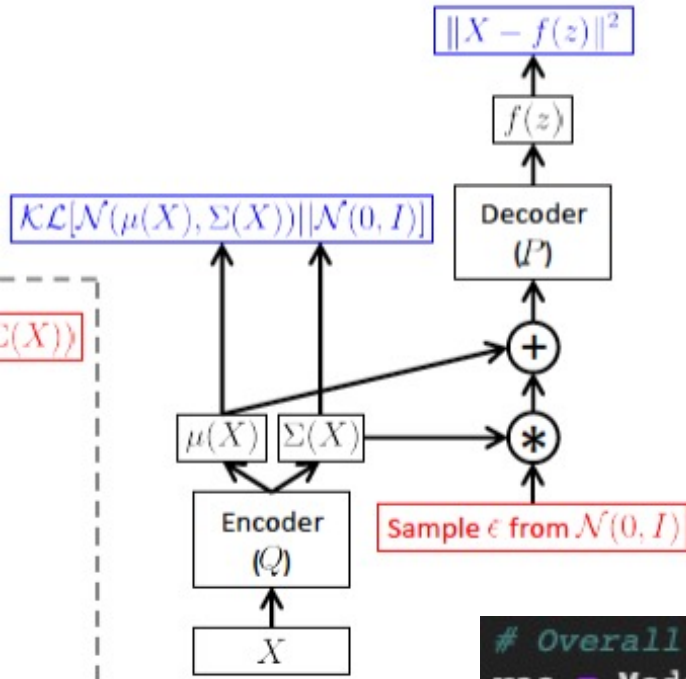 ‖X − f(z)‖²
f(z)
𝒦ℒ[𝒩(μ(X), Σ(X))||𝒩(0, I)]
Decoder
(P)
Σ(X))
+
μ(X)
Σ(X)
*
Encoder
(Q)
Sample ϵ from 𝒩(0, I)
X
# Overall